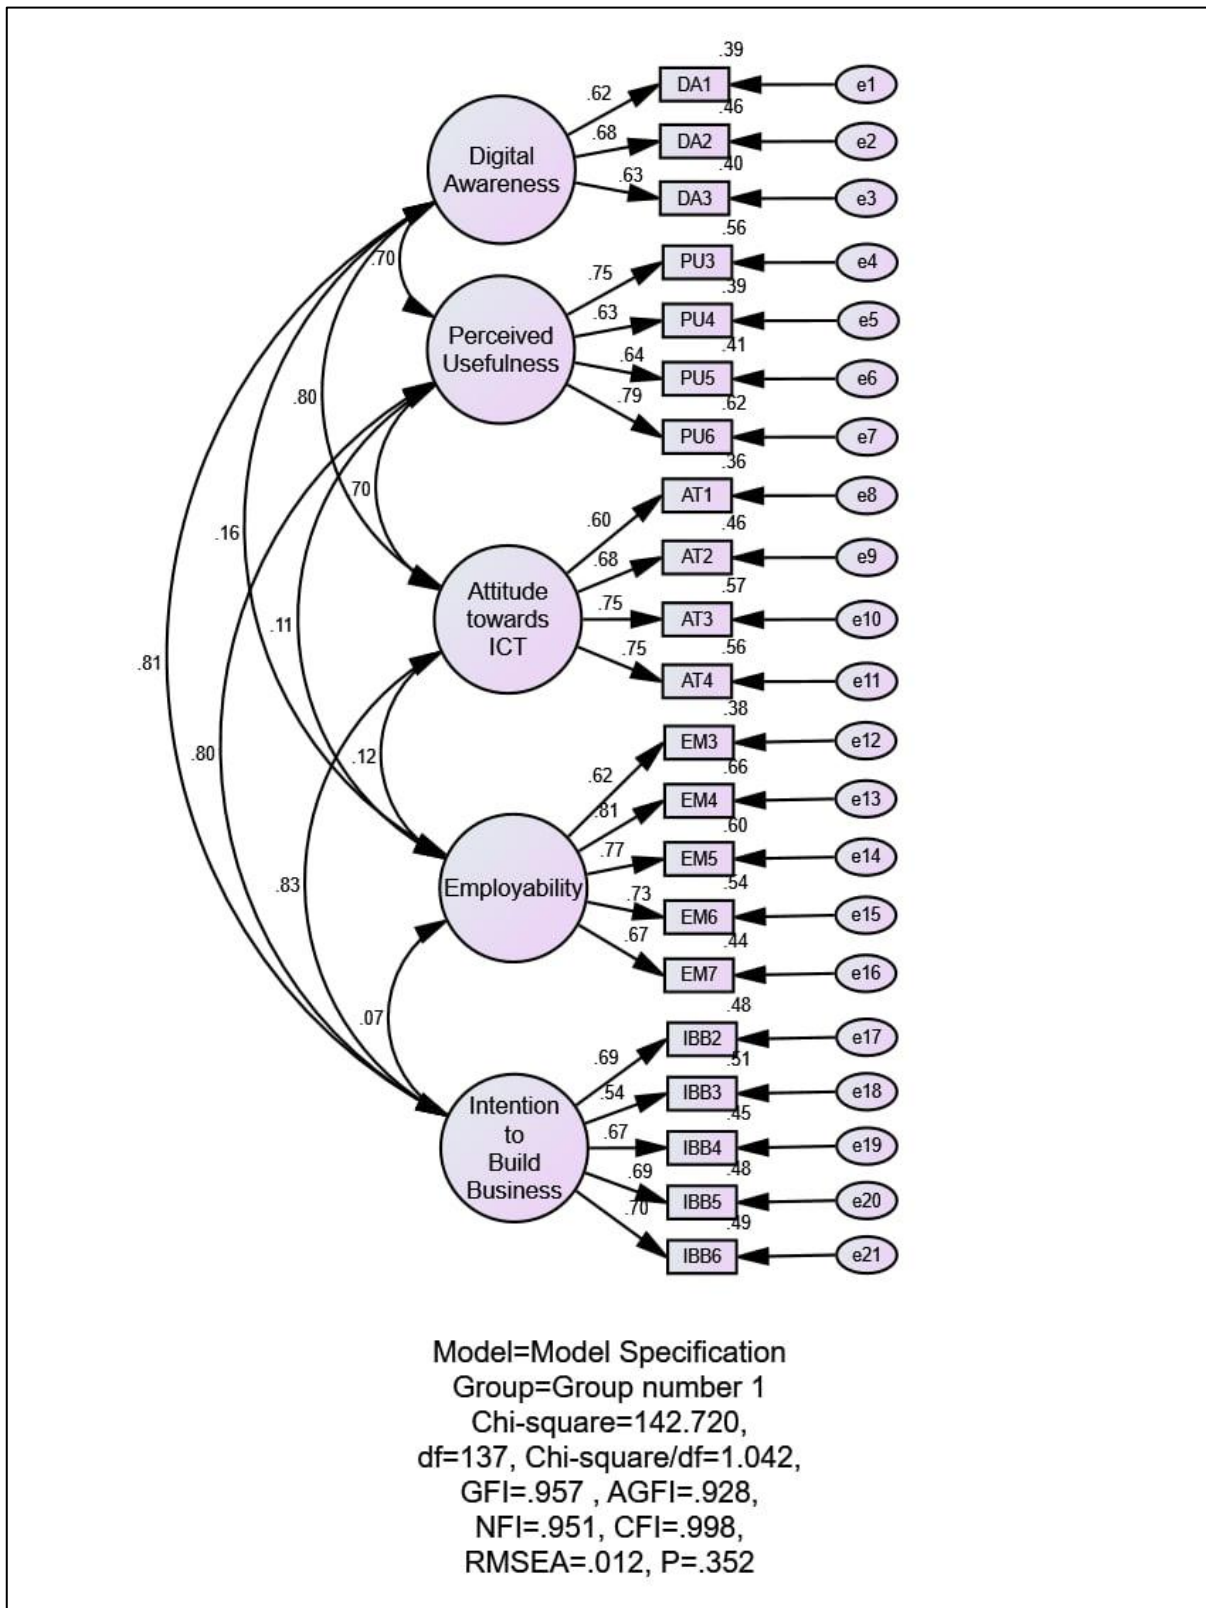 .39
.62 DA1 e1
.46
.68 DA2 e2
Digital
Awareness
.40
.63 DA3 e3
.56
.70
.75 PU3 e4
.39
.63 PU4 e5
Perceived
Usefulness
.41
.64 PU5 e6
.62
.79 PU6 e7
.80
.36
.70
.60 AT1 e8
.46
.16
.68 AT2 e9
.57
Attitude
towards
ICT
.75 AT3 e10
.11
.56
.75 AT4 e11
.81
.38
.80
.12
.62 EM3 e12
.66
.81 EM4 e13
.60
.77 EM5 e14
.83
Employability
.54
.73 EM6 e15
.44
.67 EM7 e16
.48
.07
.69 IBB2 e17
.51
.54 IBB3 e18
.45
Intention
to
Build
Business
.67 IBB4 e19
.48
.69 IBB5 e20
.49
.70 IBB6 e21
Model=Model Specification
Group=Group number 1
Chi-square=142.720,
df=137, Chi-square/df=1.042,
GFI=.957 , AGFI=.928,
NFI=.951, CFI=.998,
RMSEA=.012, P=.352